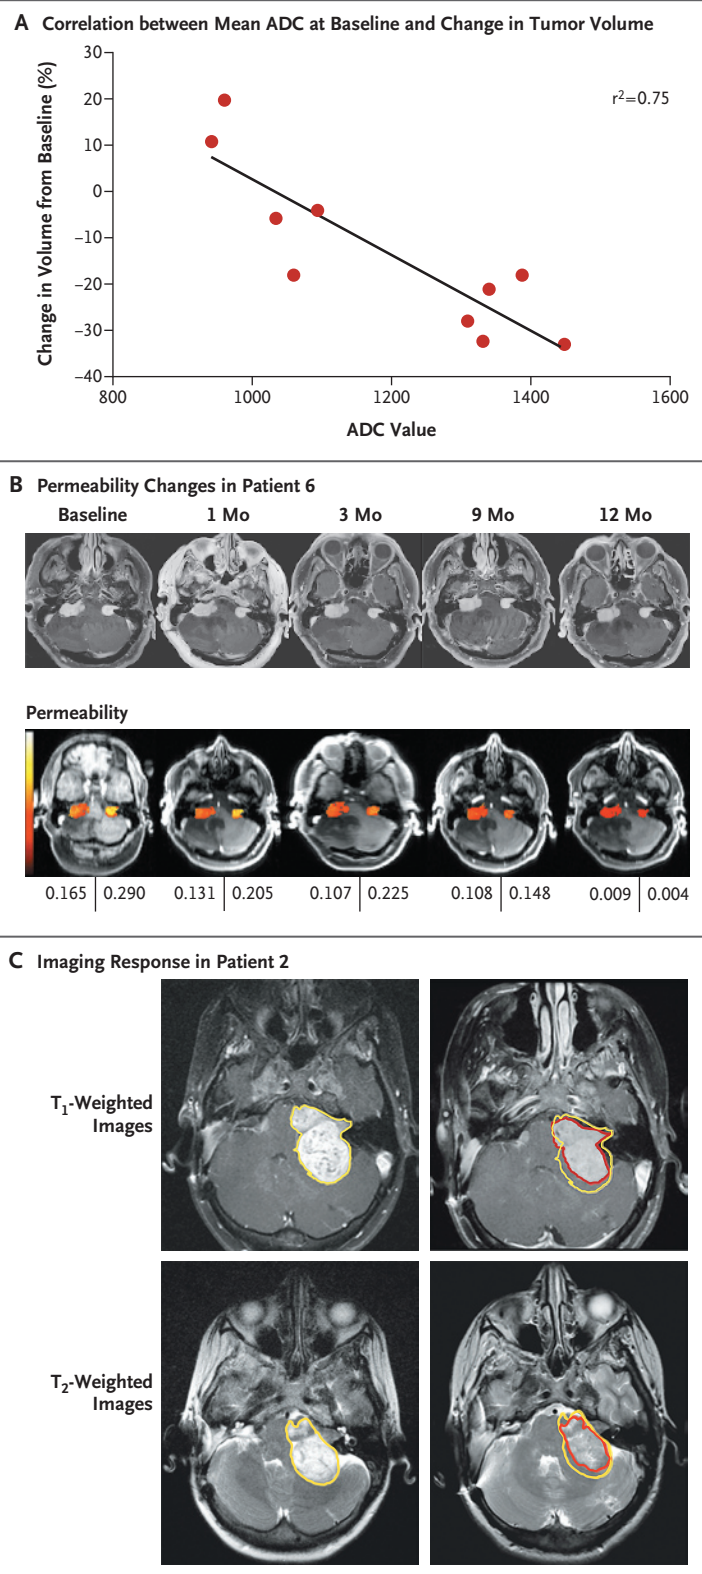 A Correlation between Mean ADC at Baseline and Change in Tumor Volume
Change in Volume from Baseline (%)
30
20
10
0
−10
−20
−30
−40
r²=0.75
800 1000 1200 1400 1600
ADC Value
B Permeability Changes in Patient 6
Baseline 1 Mo 3 Mo 9 Mo 12 Mo
Permeability
0.165 | 0.290 0.131 | 0.205 0.107 | 0.225 0.108 | 0.148 0.009 | 0.004
C Imaging Response in Patient 2
T₁-Weighted
Images
T₂-Weighted
Images